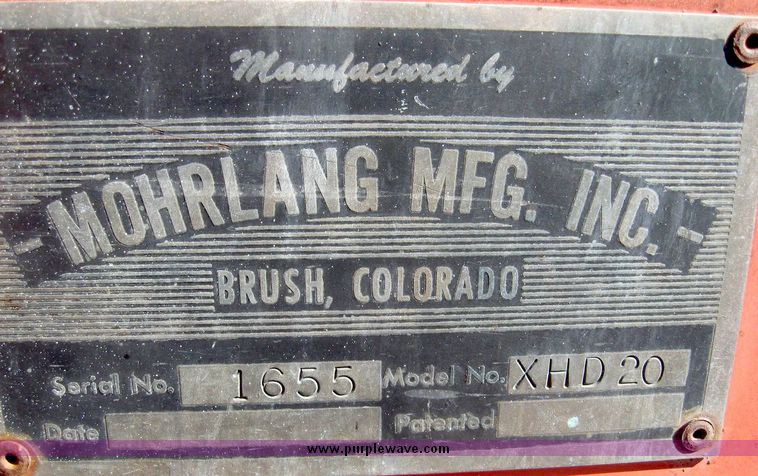 Manufactured by
- MOHRLANG MFG. INC. -
BRUSH, COLORADO
Serial No. 1655 Model No. XHD 20
Date Patented
www.purplewave.com